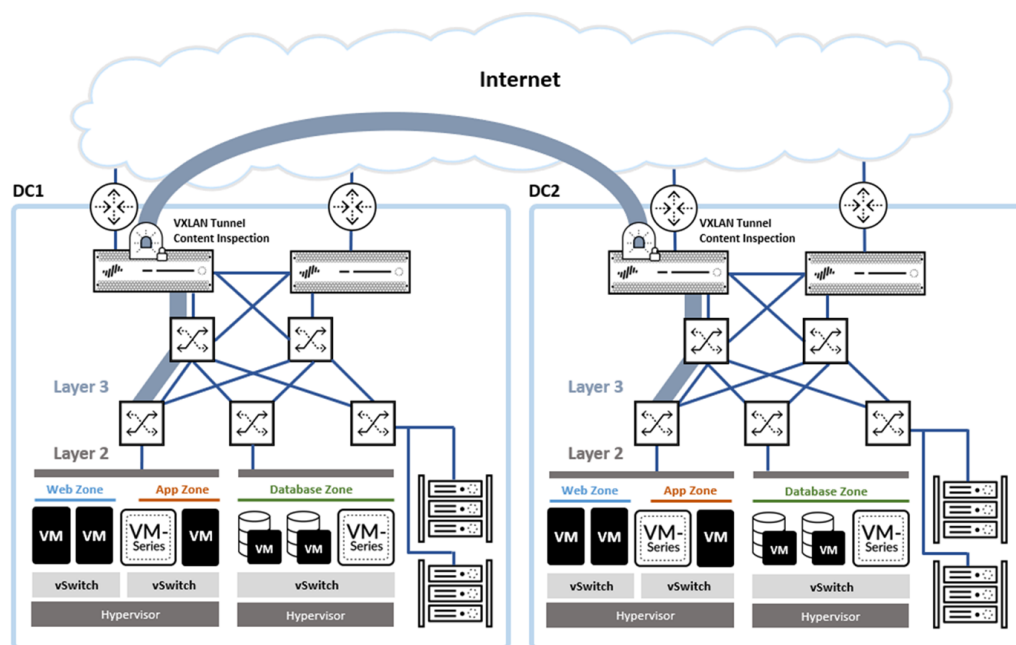 Internet
DC1
VXLAN Tunnel
Content Inspection
DC2
VXLAN Tunnel
Content Inspection
Layer 3
Layer 3
Layer 2
Layer 2
Web Zone
App Zone
Database Zone
Web Zone
App Zone
Database Zone
VM
VM
VM-
Series
VM
VM
VM
VM-
Series
VM
VM
VM-
Series
VM
VM
VM
VM-
Series
vSwitch
vSwitch
vSwitch
vSwitch
vSwitch
vSwitch
Hypervisor
Hypervisor
Hypervisor
Hypervisor